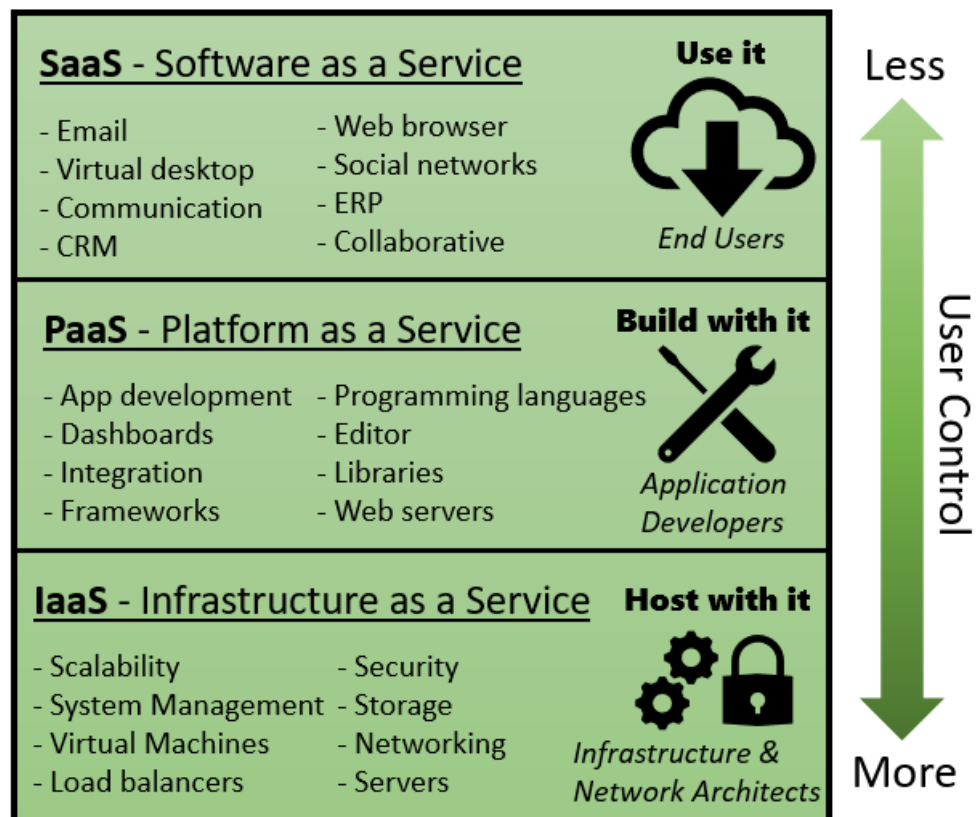 SaaS - Software as a Service
- Email
- Virtual desktop
- Communication
- CRM
- Web browser
- Social networks
- ERP
- Collaborative
Use it
End Users
PaaS - Platform as a Service
- App development
- Dashboards
- Integration
- Frameworks
- Programming languages
- Editor
- Libraries
- Web servers
Build with it
Application
Developers
IaaS - Infrastructure as a Service
- Scalability
- System Management
- Virtual Machines
- Load balancers
- Security
- Storage
- Networking
- Servers
Host with it
Infrastructure &
Network Architects
Less
User Control
More